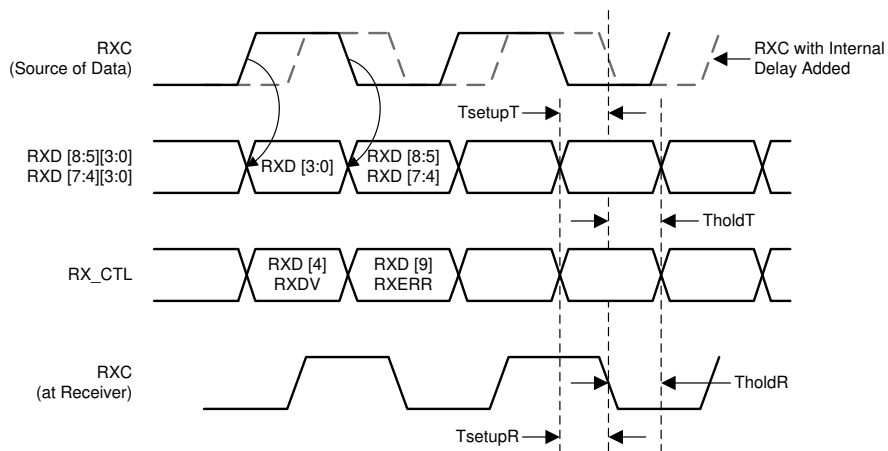 RXC
(Source of Data)
RXC with Internal
Delay Added
TsetupT
RXD [8:5][3:0]
RXD [7:4][3:0]
RXD [3:0]
RXD [8:5]
RXD [7:4]
TholdT
RX_CTL
RXD [4]
RXDV
RXD [9]
RXERR
RXC
(at Receiver)
TholdR
TsetupR